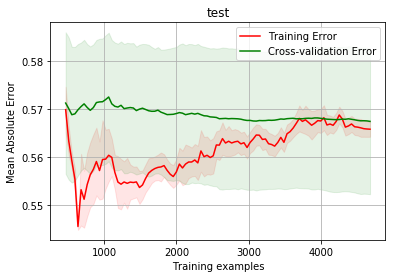 test
Training Error
Cross-validation Error
0.58
0.57
0.56
0.55
Mean Absolute Error
1000 2000 3000 4000
Training examples